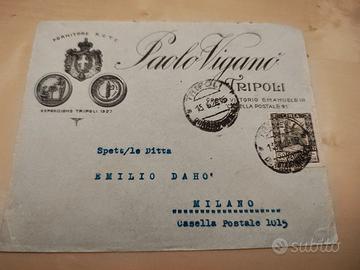 FORNITORE R.C.T.C.
Paolo Viganò
TRIPOLI
CORSO VITTORIO EMANUELE III
CASELLA POSTALE 91
ESPOSIZIONE TRIPOLI 1927
Spett/le Ditta
EMILIO DAHO'
MILANO
Casella Postale 1015
subito